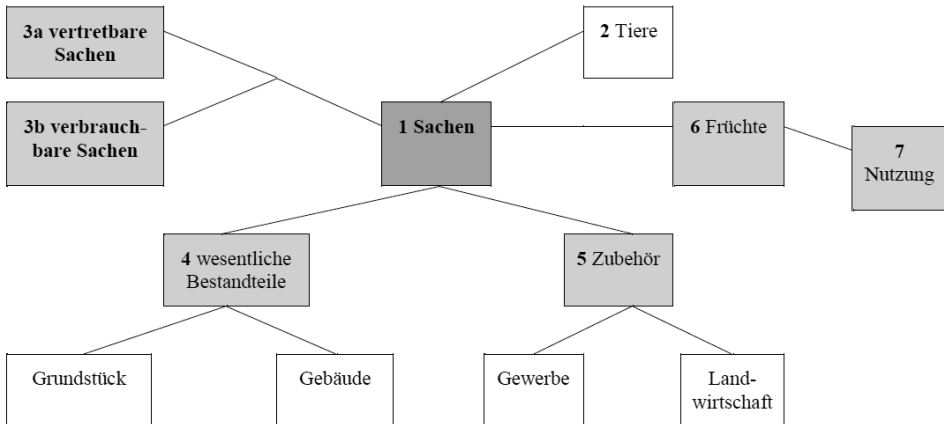 3a vertretbare
Sachen
2 Tiere
3b verbrauch-
bare Sachen
1 Sachen
6 Früchte
7
Nutzung
4 wesentliche
Bestandteile
5 Zubehör
Grundstück
Gebäude
Gewerbe
Land-
wirtschaft